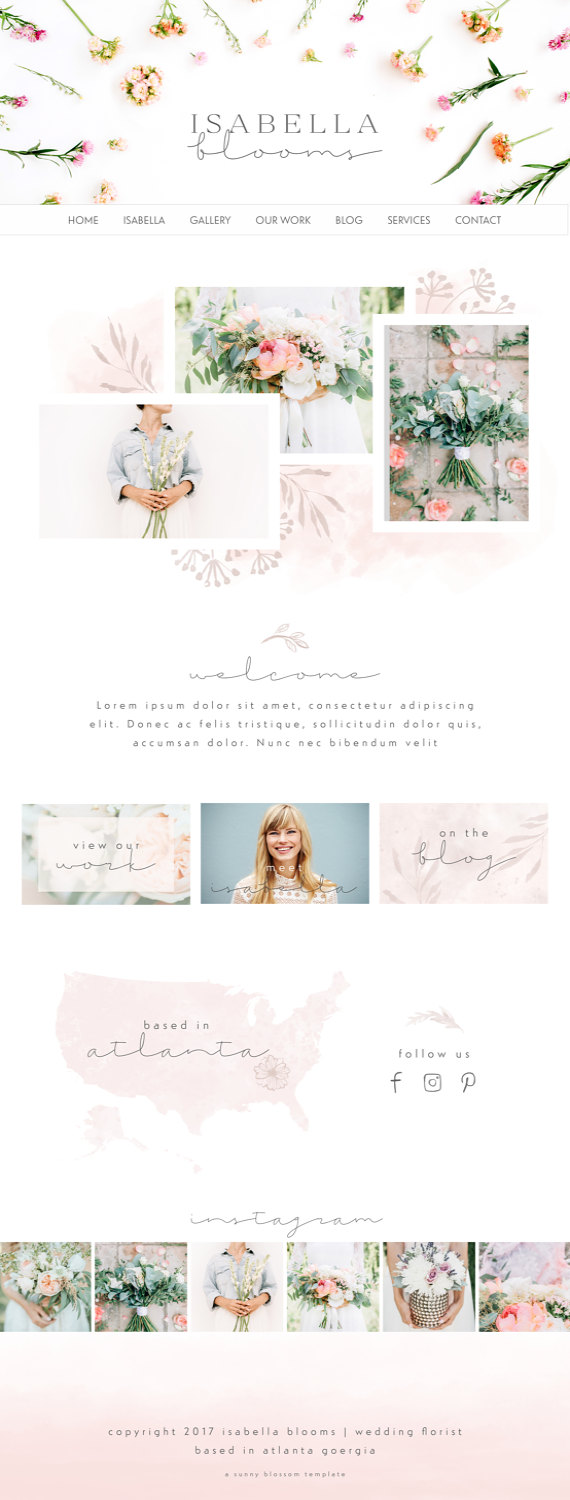 ISABELLA
blooms
HOME ISABELLA GALLERY OUR WORK BLOG SERVICES CONTACT
welcome
Lorem ipsum dolor sit amet, consectetur adipiscing
elit. Donec ac felis tristique, sollicitudin dolor quis,
accumsan dolor. Nunc nec bibendum velit
view our
work
meet
isabella
on the
blog
based in
atlanta
follow us
instagram
copyright 2017 isabella blooms | wedding florist
based in atlanta goergia
a sunny blossom template